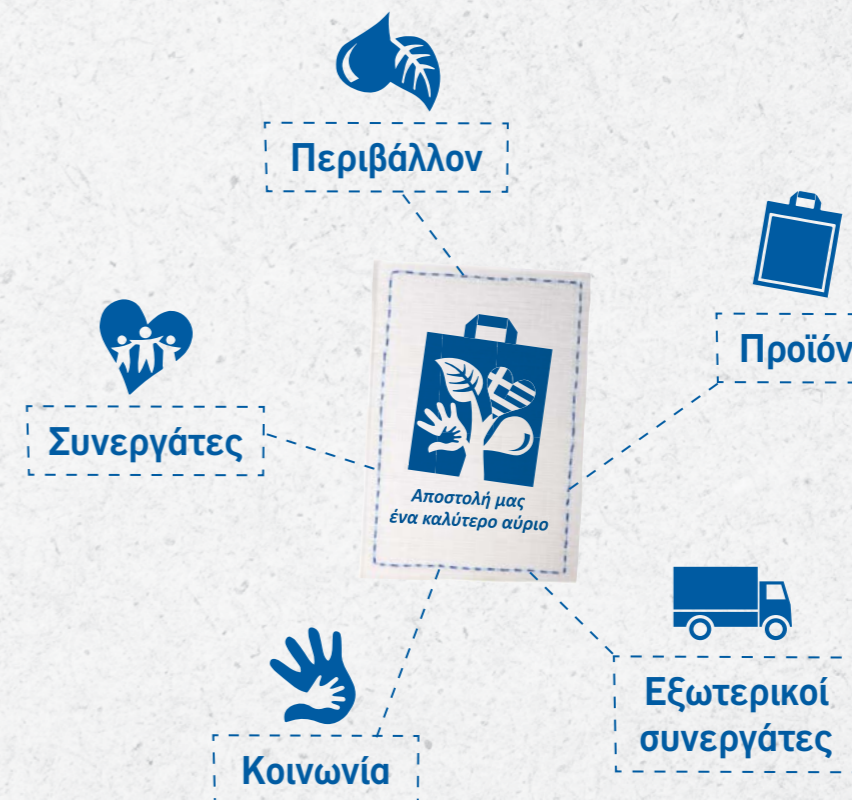 Περιβάλλον
Προϊόν
Συνεργάτες
Αποστολή μας
ένα καλύτερο αύριο
Εξωτερικοί
συνεργάτες
Κοινωνία